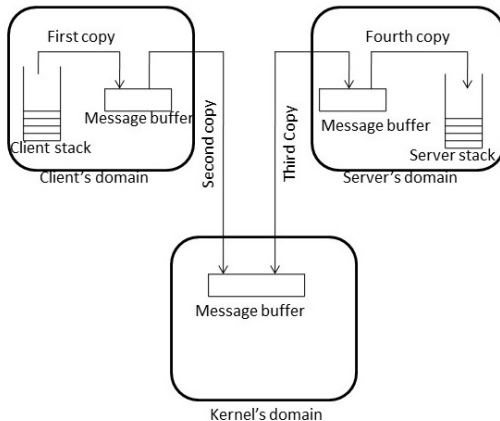 First copy
Fourth copy
Message buffer
Message buffer
Client stack
Server stack
Client's domain
Server's domain
Second copy
Third Copy
Message buffer
Kernel's domain